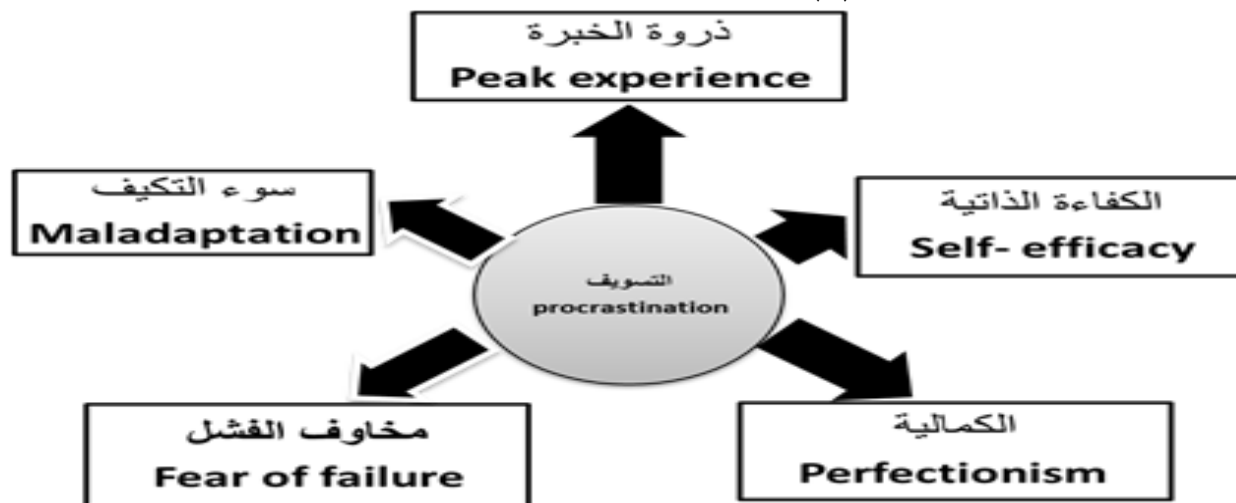 ذروة الخبرة
Peak experience
سوء التكيف
Maladaptation
الكفاءة الذاتية
Self- efficacy
التسويف
procrastination
مخاوف الفشل
Fear of failure
الكمالية
Perfectionism